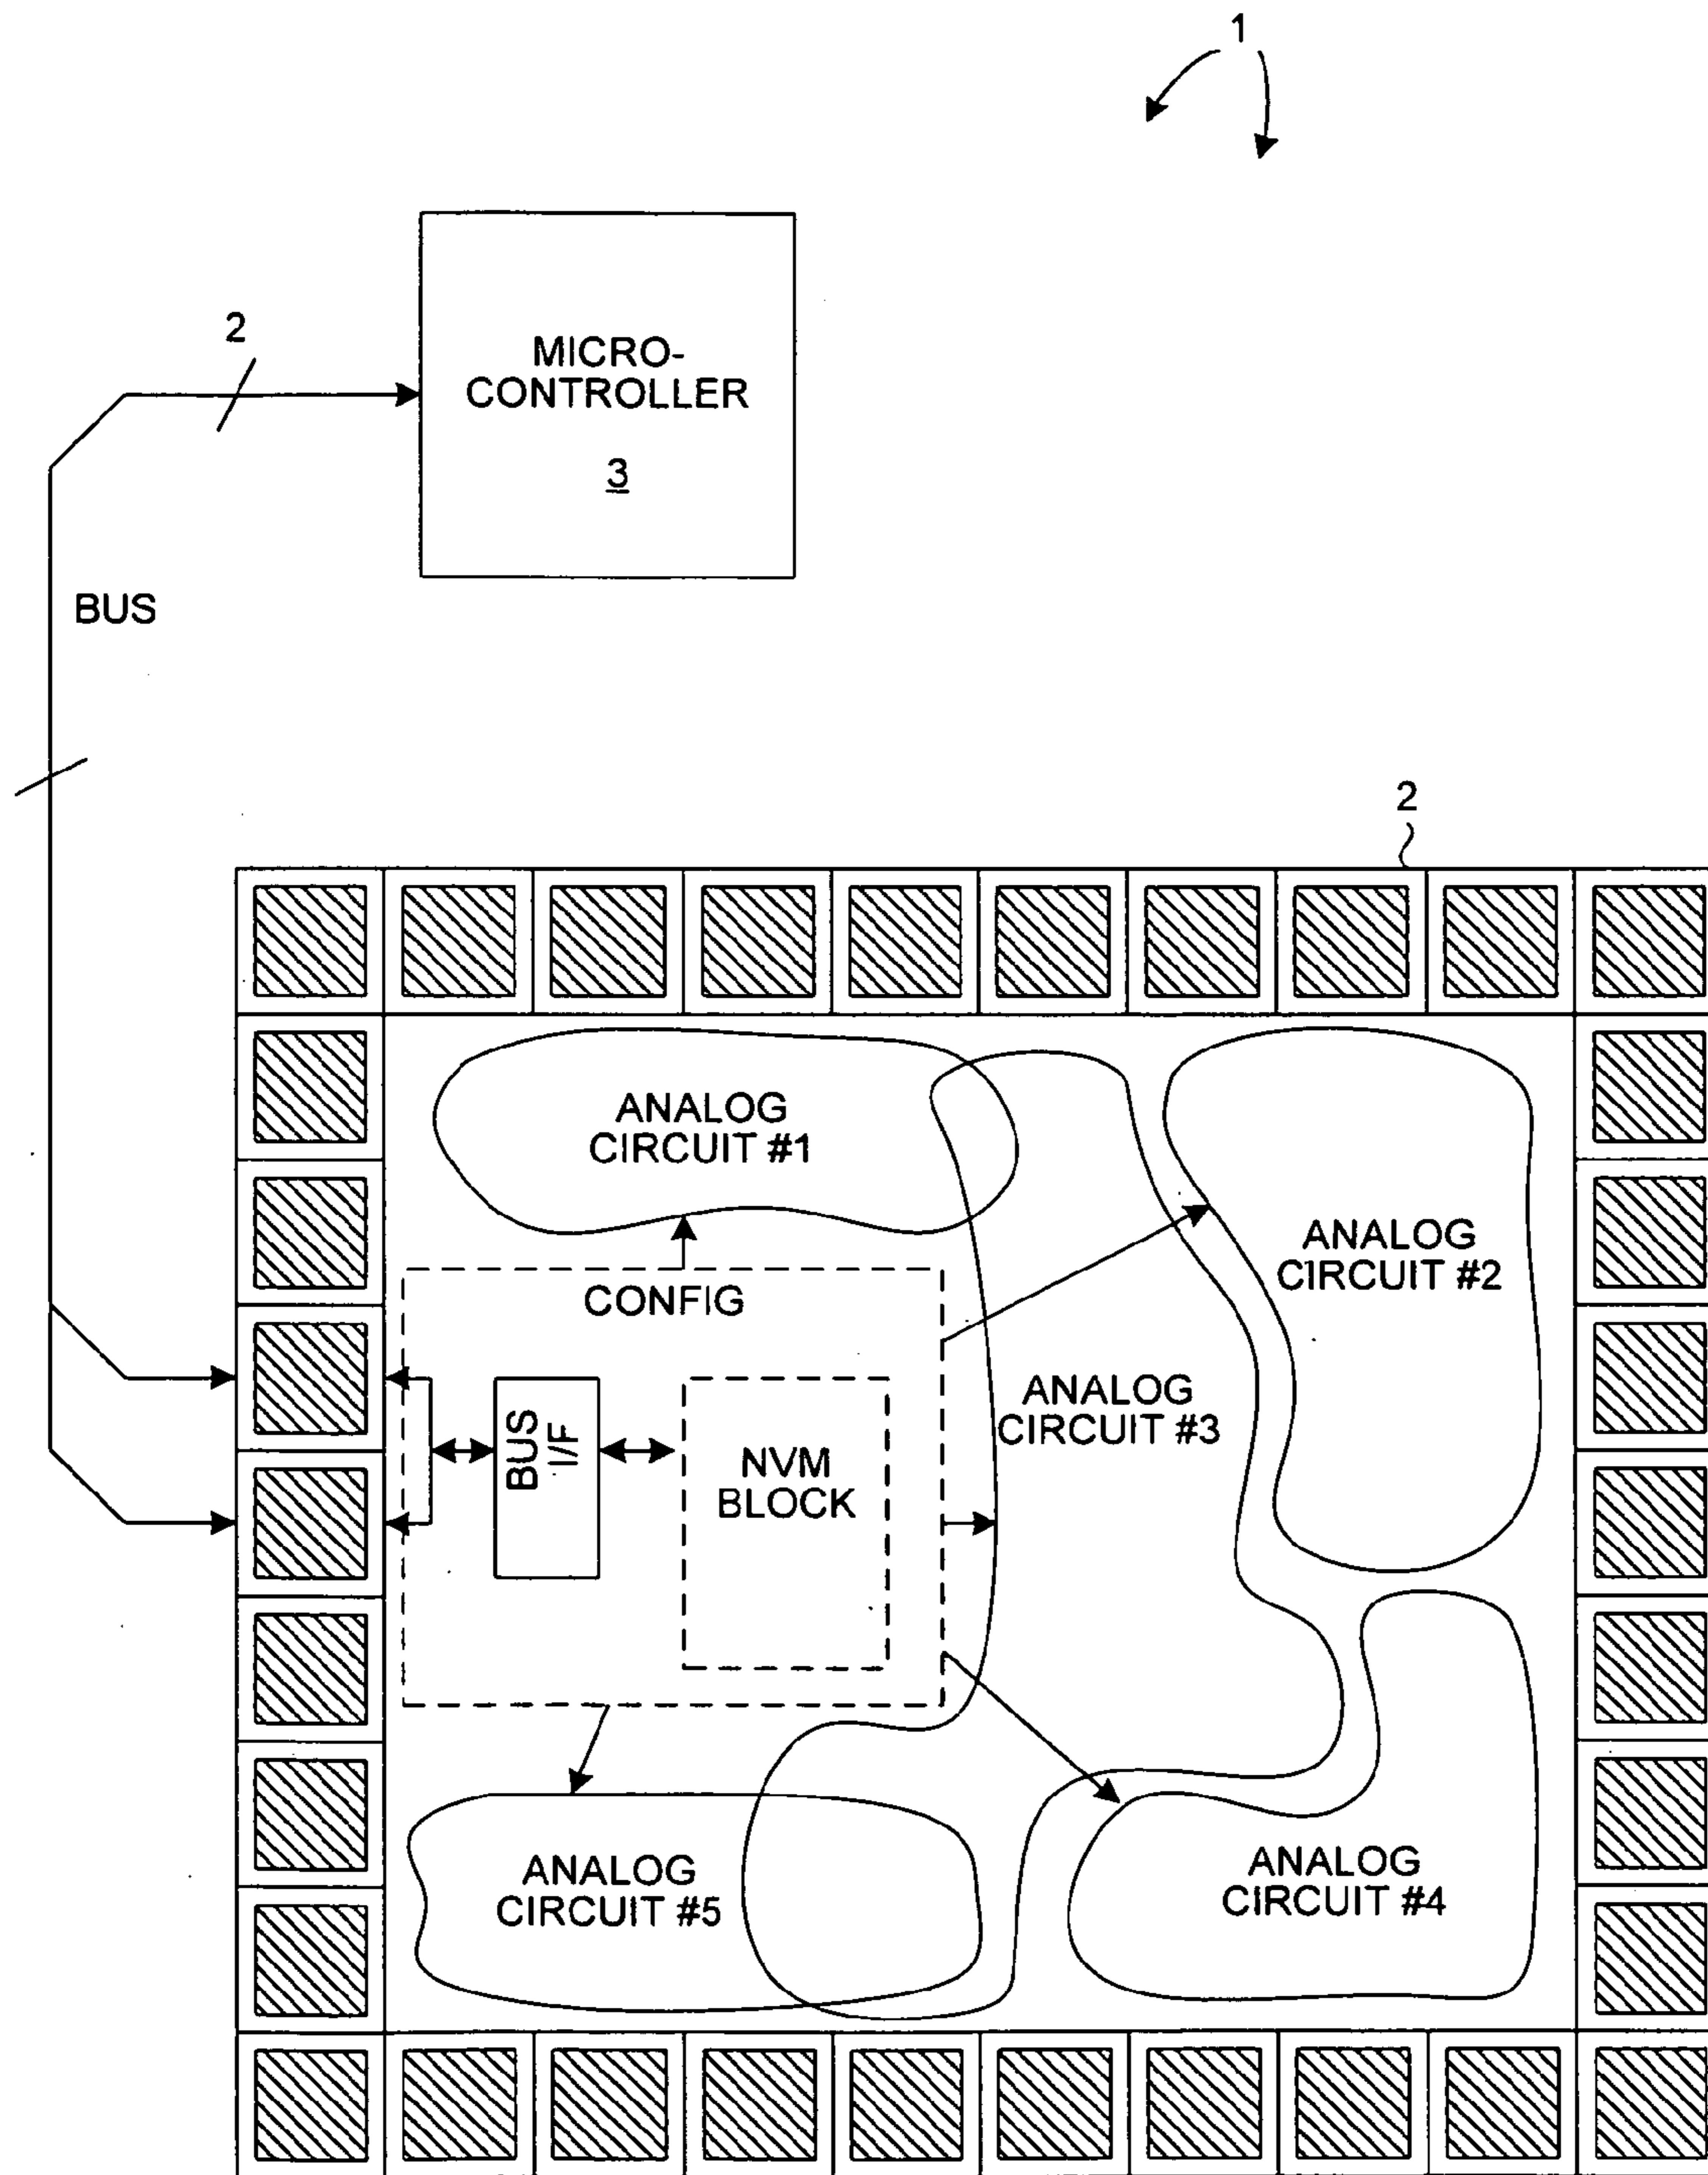 1
2
MICRO-
CONTROLLER
3
BUS
2
ANALOG
CIRCUIT #1
ANALOG
CIRCUIT #2
CONFIG
ANALOG
CIRCUIT #3
BUS
I/F
NVM
BLOCK
ANALOG
CIRCUIT #4
ANALOG
CIRCUIT #5